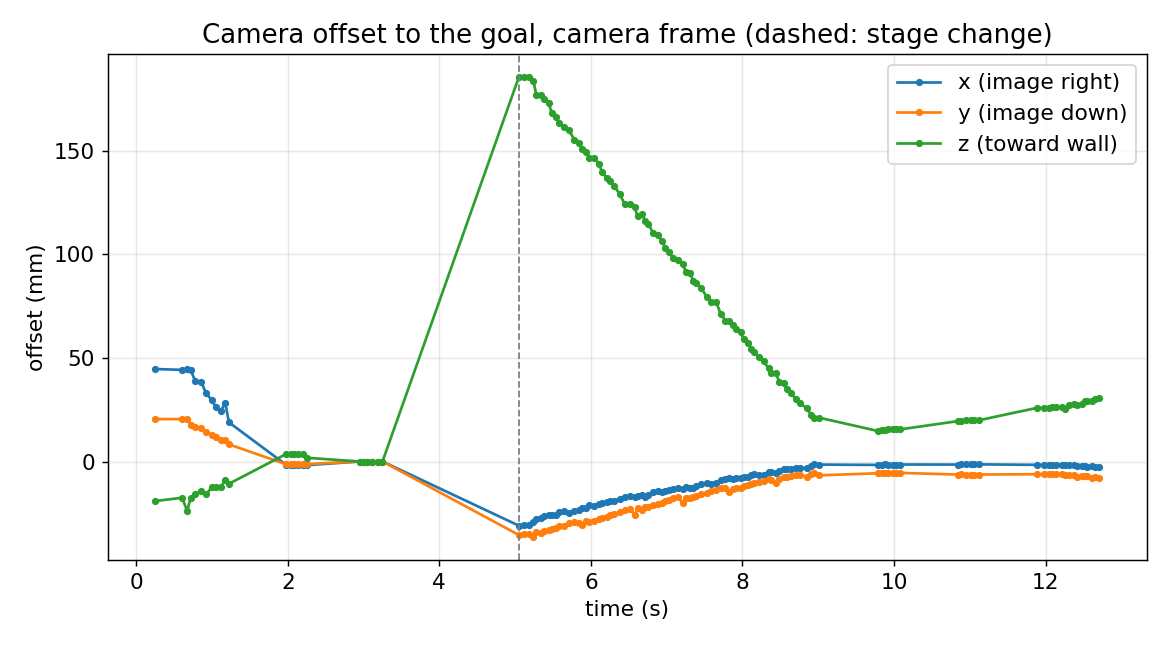 Camera offset to the goal, camera frame (dashed: stage change)
x (image right)
y (image down)
z (toward wall)
offset (mm)
150
100
50
0
0 2 4 6 8 10 12
time (s)